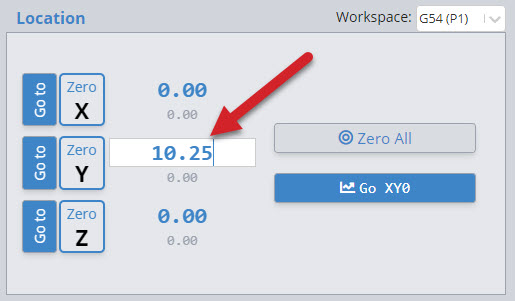 Location
Workspace: G54 (P1)
Go to
Zero
X
0.00
0.00
Go to
Zero
Y
10.25
0.00
Go to
Zero
Z
0.00
0.00
Zero All
Go XY0